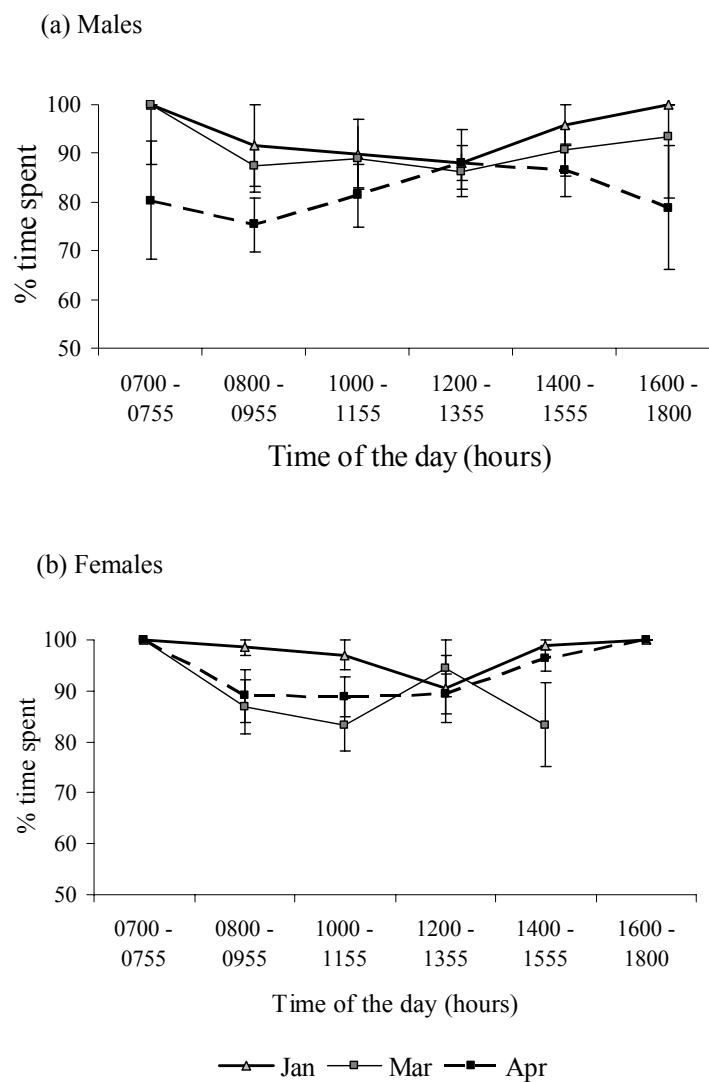 (a) Males
100
90
80
70
60
50
% time spent
0700 - 0800 - 1000 - 1200 - 1400 - 1600 -
0755 0955 1155 1355 1555 1800
Time of the day (hours)
(b) Females
100
90
80
70
60
50
% time spent
0700 - 0800 - 1000 - 1200 - 1400 - 1600 -
0755 0955 1155 1355 1555 1800
Time of the day (hours)
Jan Mar Apr